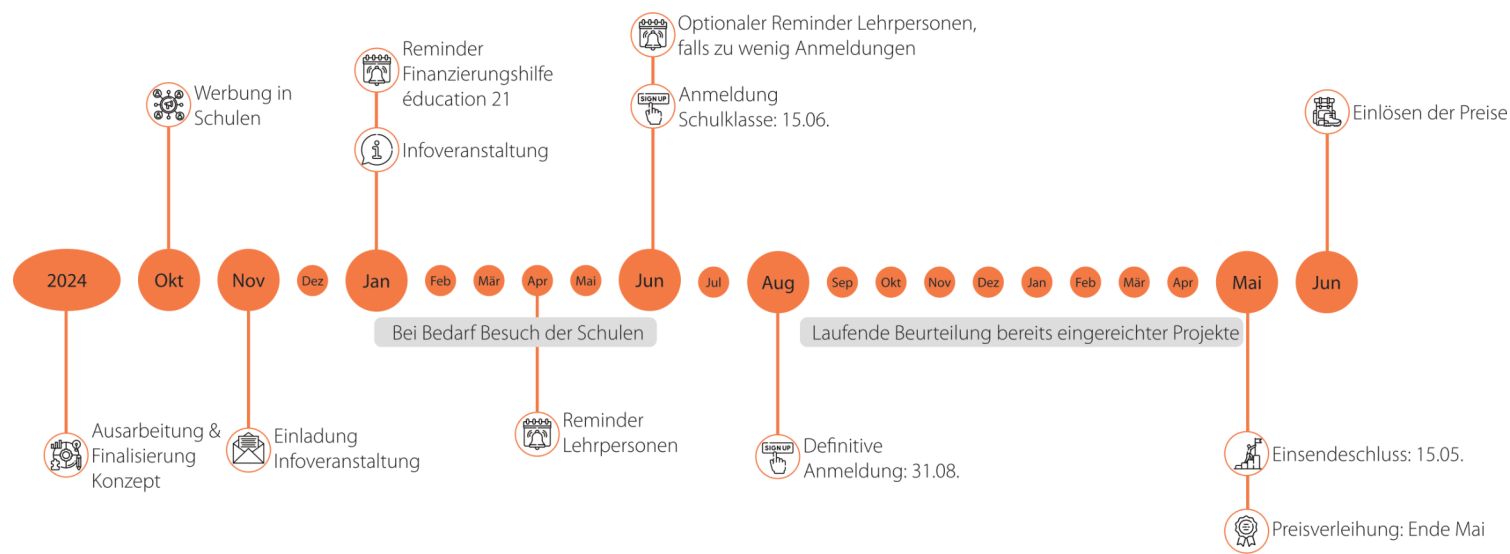 Optionaler Reminder Lehrpersonen,
falls zu wenig Anmeldungen
Reminder
Finanzierungshilfe
éducation 21
Werbung in
Schulen
SIGN UP
Anmeldung
Schulklasse: 15.06.
Einlösen der Preise
Infoveranstaltung
2024
Okt
Nov
Dez
Jan
Feb
Mär
Apr
Mai
Jun
Jul
Aug
Sep
Okt
Nov
Dez
Jan
Feb
Mär
Apr
Mai
Jun
Bei Bedarf Besuch der Schulen
Laufende Beurteilung bereits eingereichter Projekte
Ausarbeitung &
Finalisierung
Konzept
Einladung
Infoveranstaltung
Reminder
Lehrpersonen
SIGN UP
Definitive
Anmeldung: 31.08.
Einsendeschluss: 15.05.
Preisverleihung: Ende Mai